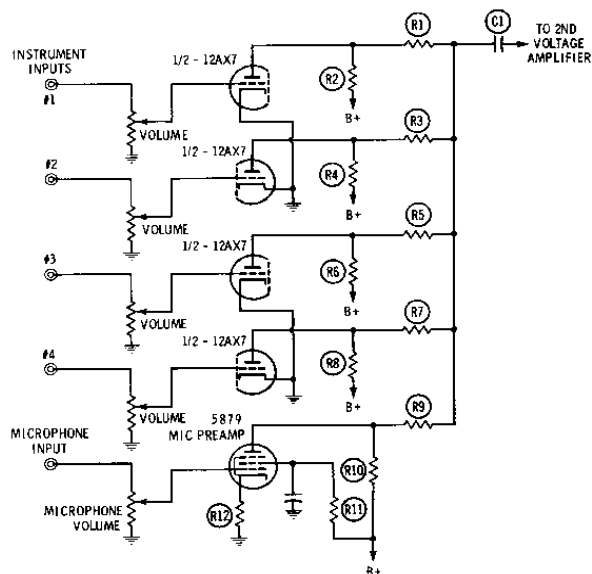 C1
R1
TO 2ND
VOLTAGE
AMPLIFIER
INSTRUMENT
INPUTS
1/2 - 12AX7
R2
#1
VOLUME
B+
1/2 - 12AX7
R3
#2
R4
VOLUME
B+
1/2 - 12AX7
R5
#3
R6
VOLUME
B+
1/2 - 12AX7
R7
#4
R8
VOLUME
B+
5879
MIC PREAMP
R9
MICROPHONE
INPUT
R10
R12
R11
MICROPHONE
VOLUME
B+